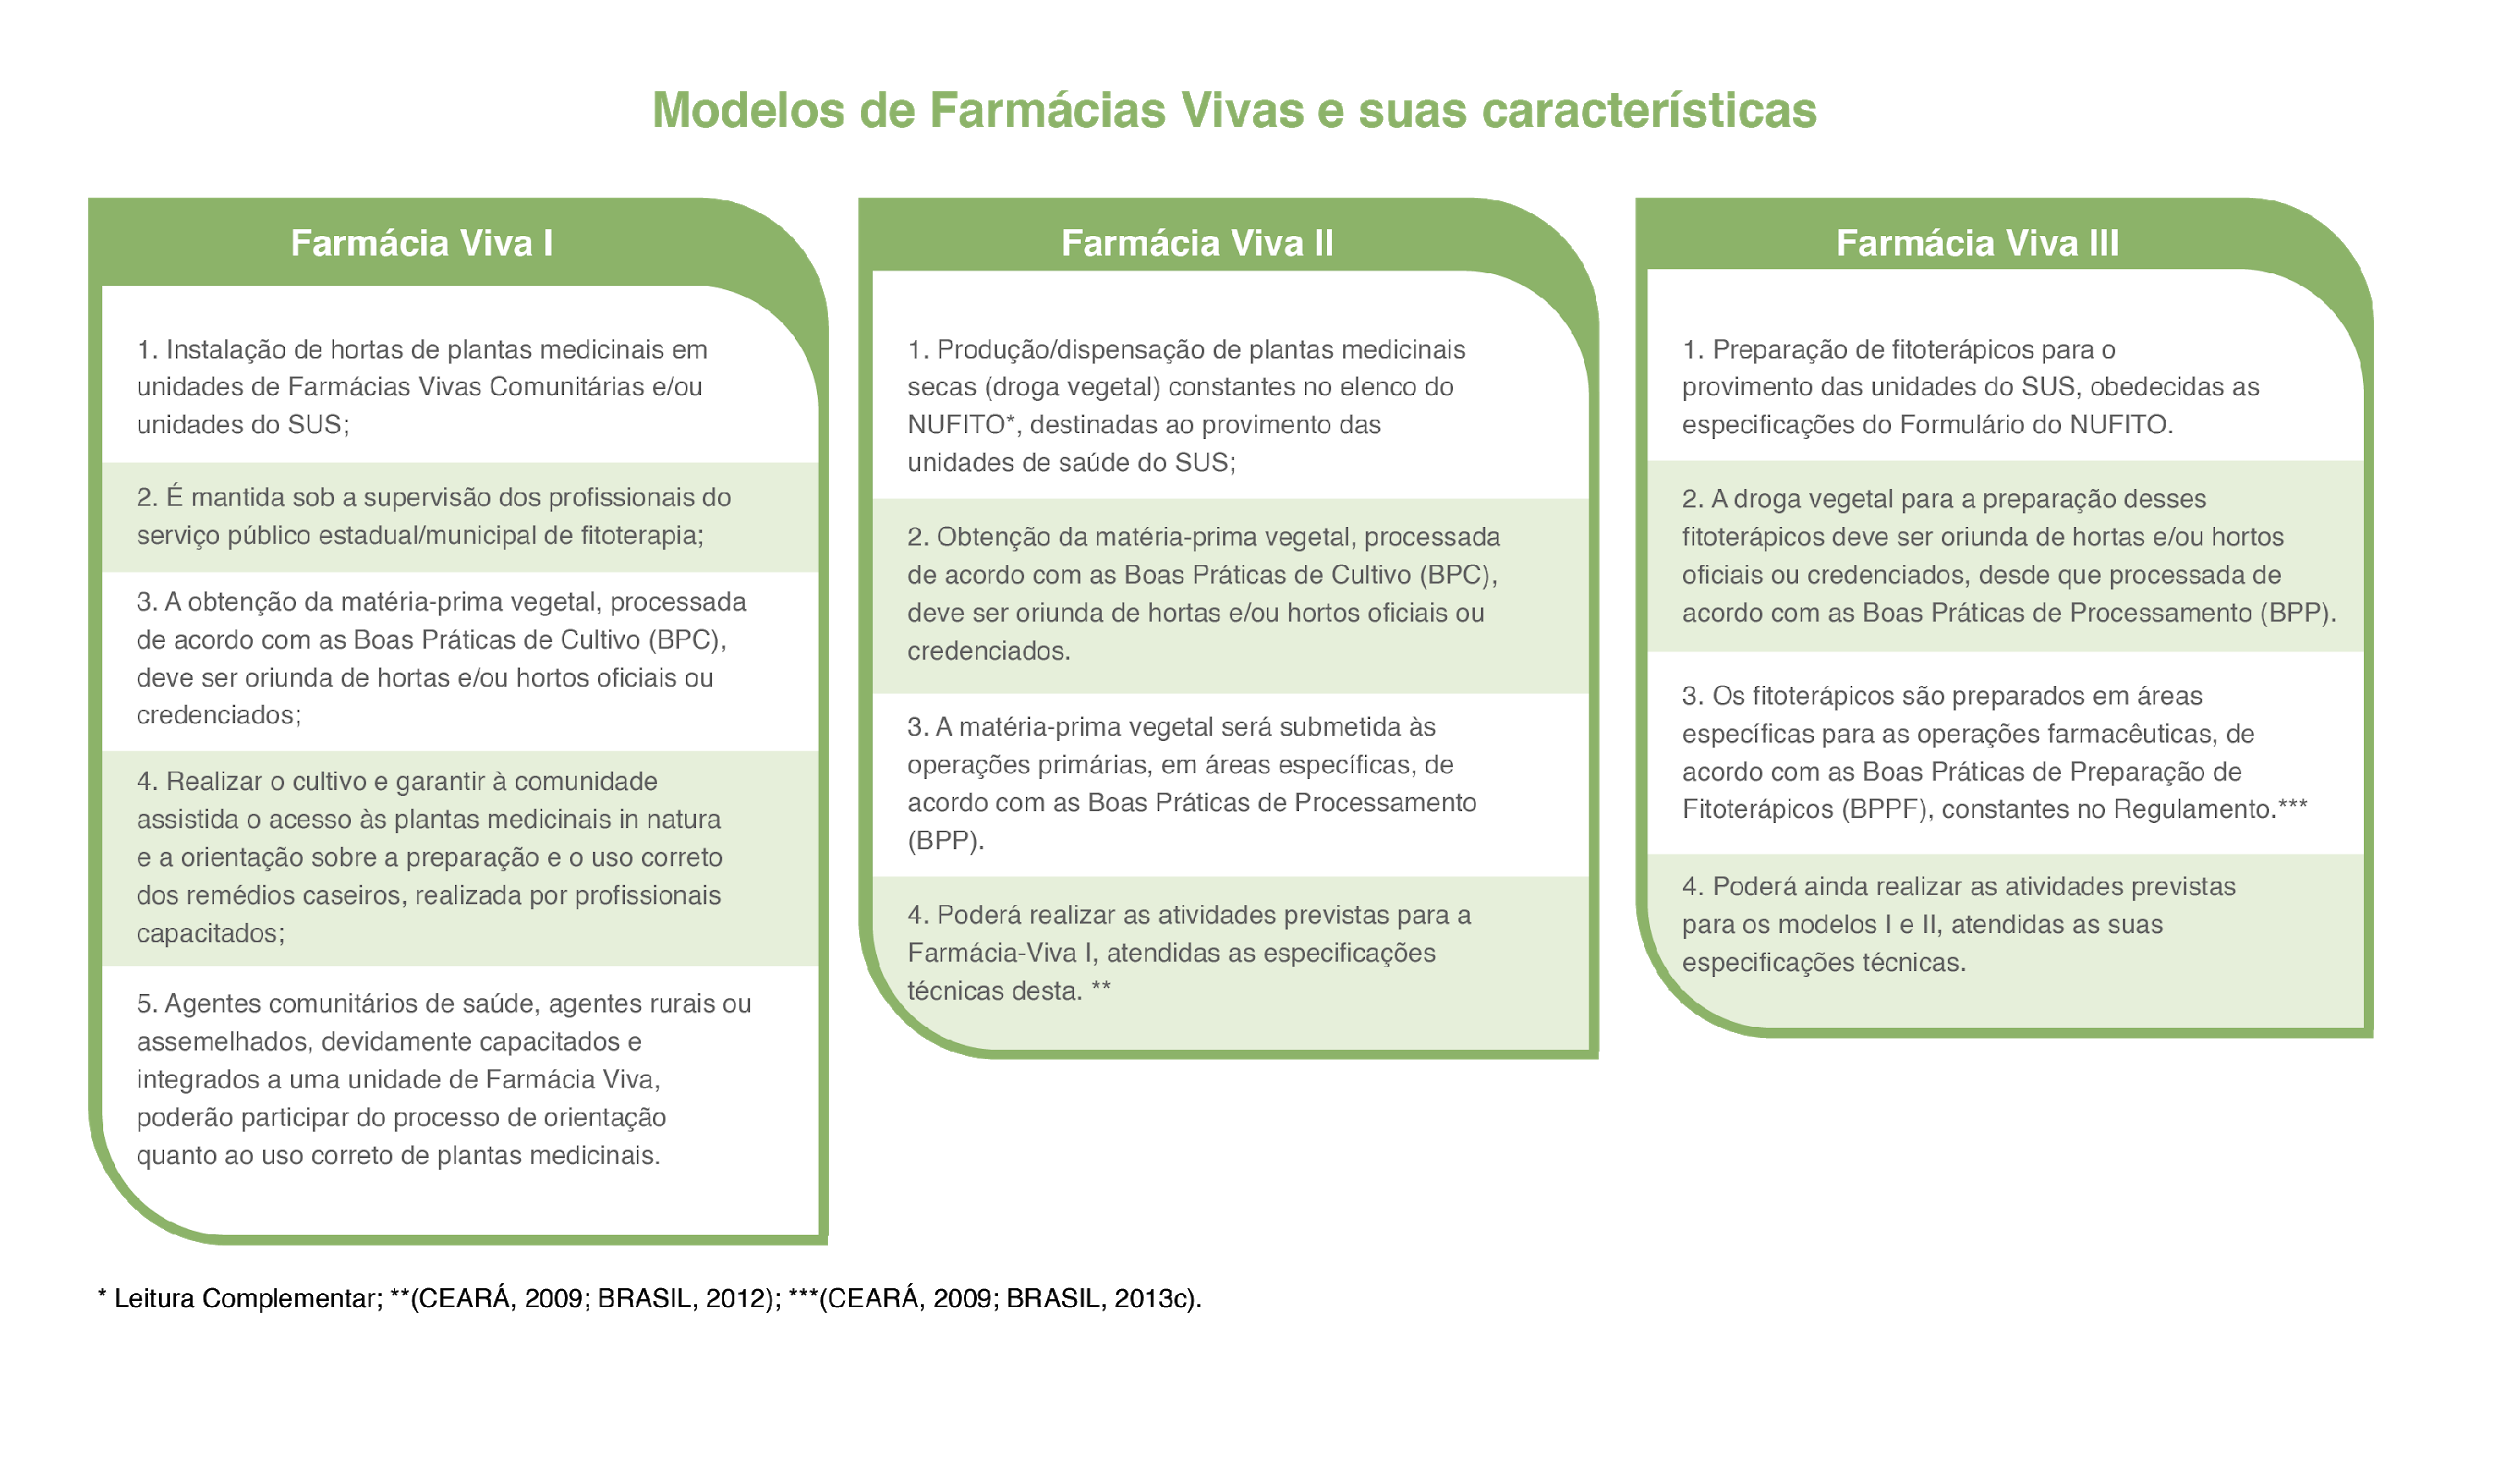 Modelos de Farmácias Vivas e suas características
Farmácia Viva I
1. Instalação de hortas de plantas medicinais em
unidades de Farmácias Vivas Comunitárias e/ou
unidades do SUS;
2. É mantida sob a supervisão dos profissionais do
serviço público estadual/municipal de fitoterapia;
3. A obtenção da matéria-prima vegetal, processada
de acordo com as Boas Práticas de Cultivo (BPC),
deve ser oriunda de hortas e/ou hortos oficiais ou
credenciados;
4. Realizar o cultivo e garantir à comunidade
assistida o acesso às plantas medicinais in natura
e a orientação sobre a preparação e o uso correto
dos remédios caseiros, realizada por profissionais
capacitados;
5. Agentes comunitários de saúde, agentes rurais ou
assemelhados, devidamente capacitados e
integrados a uma unidade de Farmácia Viva,
poderão participar do processo de orientação
quanto ao uso correto de plantas medicinais.
Farmácia Viva II
1. Produção/dispensação de plantas medicinais
secas (droga vegetal) constantes no elenco do
NUFITO*, destinadas ao provimento das
unidades de saúde do SUS;
2. Obtenção da matéria-prima vegetal, processada
de acordo com as Boas Práticas de Cultivo (BPC),
deve ser oriunda de hortas e/ou hortos oficiais ou
credenciados.
3. A matéria-prima vegetal será submetida às
operações primárias, em áreas específicas, de
acordo com as Boas Práticas de Processamento
(BPP).
4. Poderá realizar as atividades previstas para a
Farmácia-Viva I, atendidas as especificações
técnicas desta. **
Farmácia Viva III
1. Preparação de fitoterápicos para o
provimento das unidades do SUS, obedecidas as
especificações do Formulário do NUFITO.
2. A droga vegetal para a preparação desses
fitoterápicos deve ser oriunda de hortas e/ou hortos
oficiais ou credenciados, desde que processada de
acordo com as Boas Práticas de Processamento (BPP).
3. Os fitoterápicos são preparados em áreas
específicas para as operações farmacêuticas, de
acordo com as Boas Práticas de Preparação de
Fitoterápicos (BPPF), constantes no Regulamento.***
4. Poderá ainda realizar as atividades previstas
para os modelos I e II, atendidas as suas
especificações técnicas.
* Leitura Complementar; **(CEARÁ, 2009; BRASIL, 2012); ***(CEARÁ, 2009; BRASIL, 2013c).